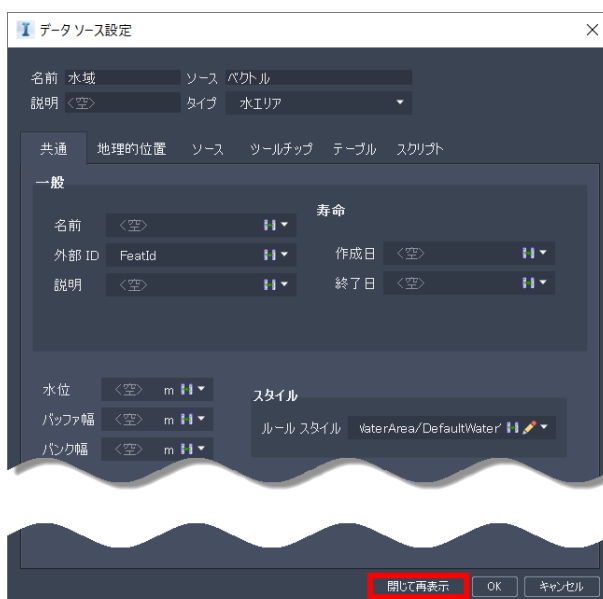 データ ソース設定
名前 水域 ソース ベクトル
説明 <空> タイプ 水エリア
共通 地理的位置 ソース ツールチップ テーブル スクリプト
一般
寿命
名前 <空>
外部 ID FeatId 作成日 <空>
説明 <空> 終了日 <空>
水位 <空> m
スタイル
バッファ幅 <空> m
ルール スタイル WaterArea/DefaultWater'
バンク幅 <空> m
閉じて再表示 OK キャンセル